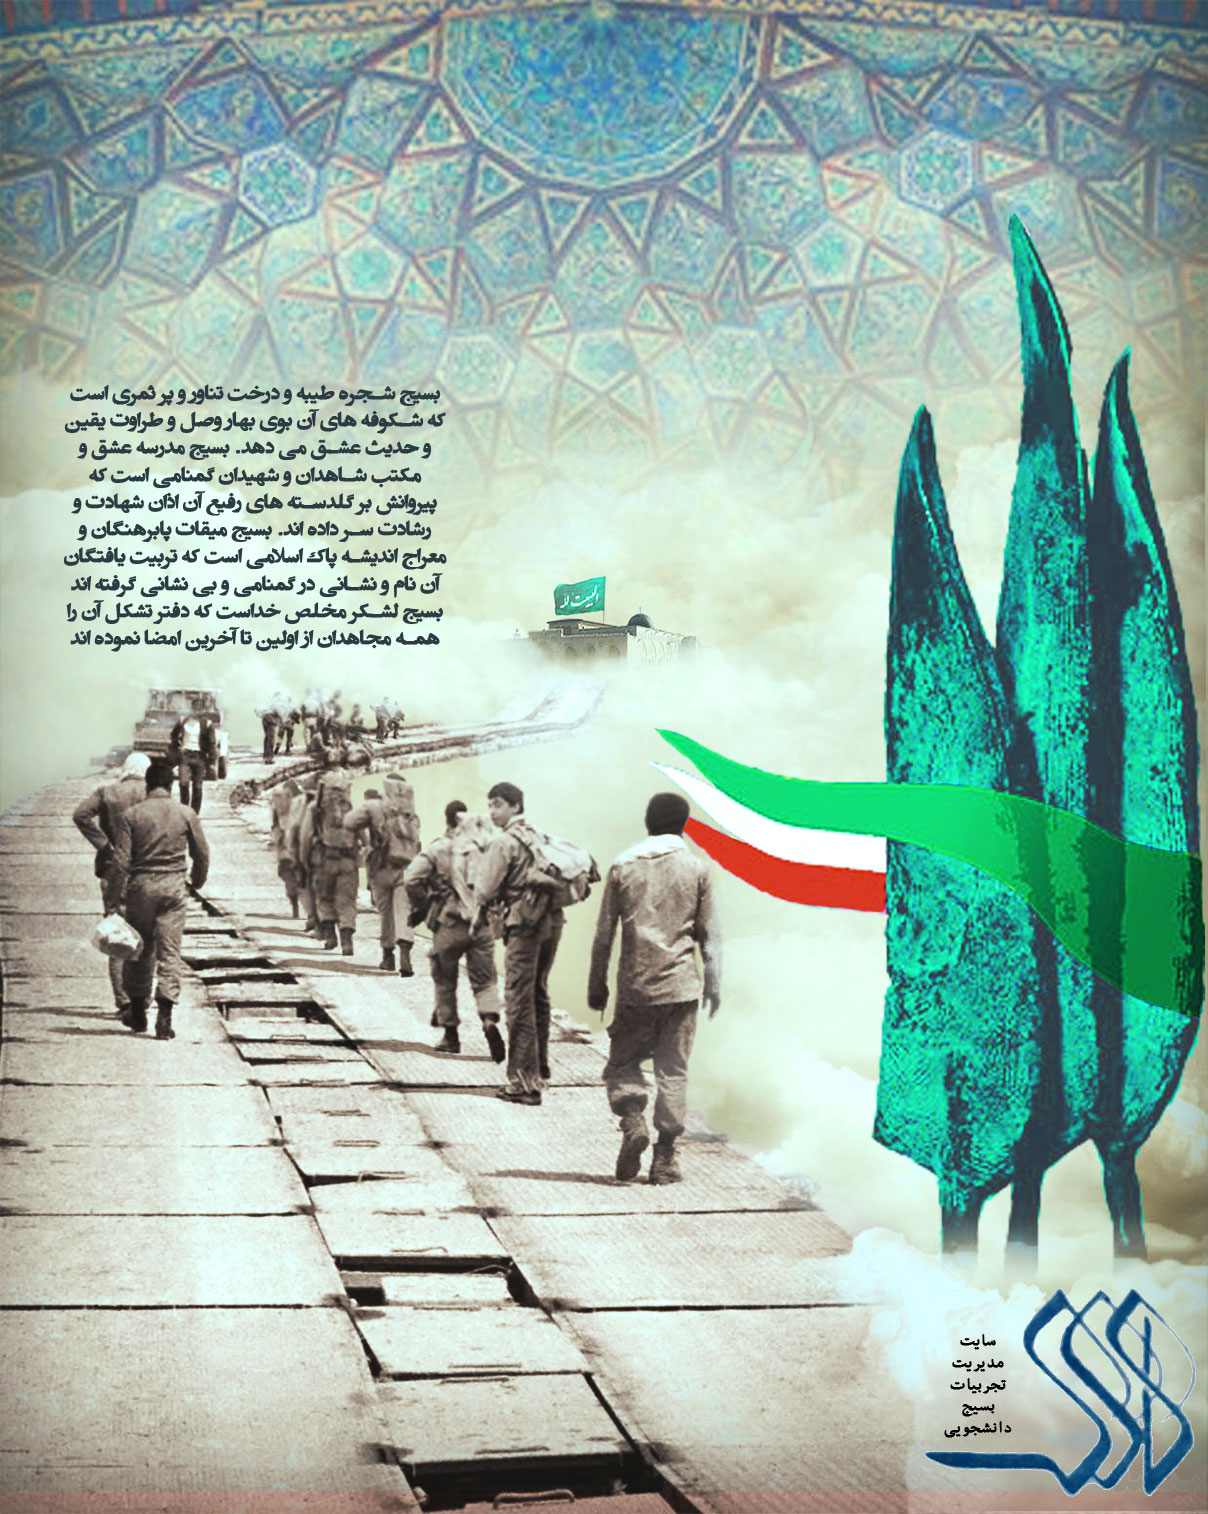 بسیج شجره طیبه و درخت تناور و پر ثمری است
که شکوفه های آن بوی بهار وصل و طراوت یقین
و حدیث عشق می دهد. بسیج مدرسه عشق و
مکتب شاهدان و شهیدان گمنامی است که
پیروانش بر گلدسته های رفیع آن اذان شهادت و
رشادت سر داده اند. بسیج میقات پابرهنگان و
معراج اندیشه پاک اسلامی است که تربیت یافتگان
آن نام و نشانی در گمنامی و بی نشانی گرفته اند
بسیج لشکر مخلص خداست که دفتر تشکل آن را
همه مجاهدان از اولین تا آخرین امضا نموده اند
البیعت لله
سایت
مدیریت
تجربیات
بسیج
دانشجویی